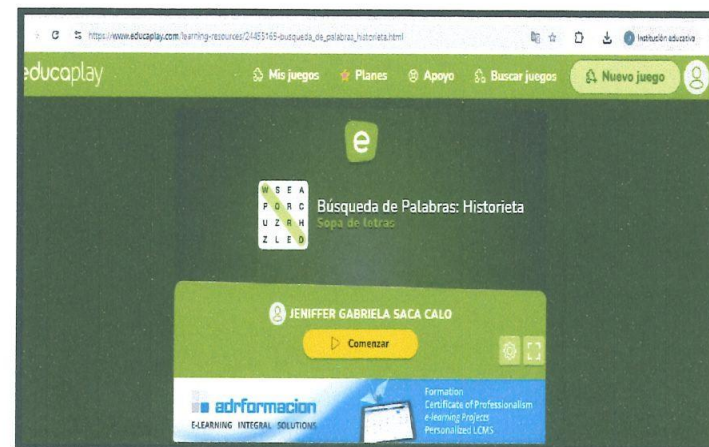 https://www.educaplay.com/learning-resources/24455165-busqueda_de_palabras_historieta.html
Institución educativa
educaplay
Mis juegos
Planes
Apoyo
Buscar juegos
Nuevo juego
e
W S E A
P O R C
U Z R H
Z L E D
Búsqueda de Palabras: Historieta
Sopa de letras
JENIFFER GABRIELA SACA CALO
Comenzar
adrformacion
E-LEARNING INTEGRAL SOLUTIONS
Formation
Certificate of Professionalism
e-learning Projects
Personalized LCMS